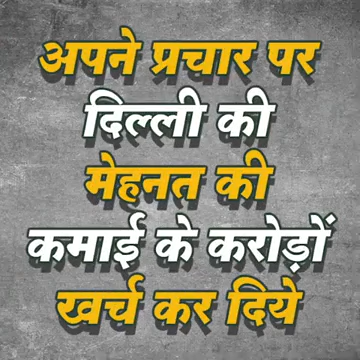 अपने प्रचार पर
दिल्ली की
मेहनत की
कमाई के करोड़ों
खर्च कर दिये